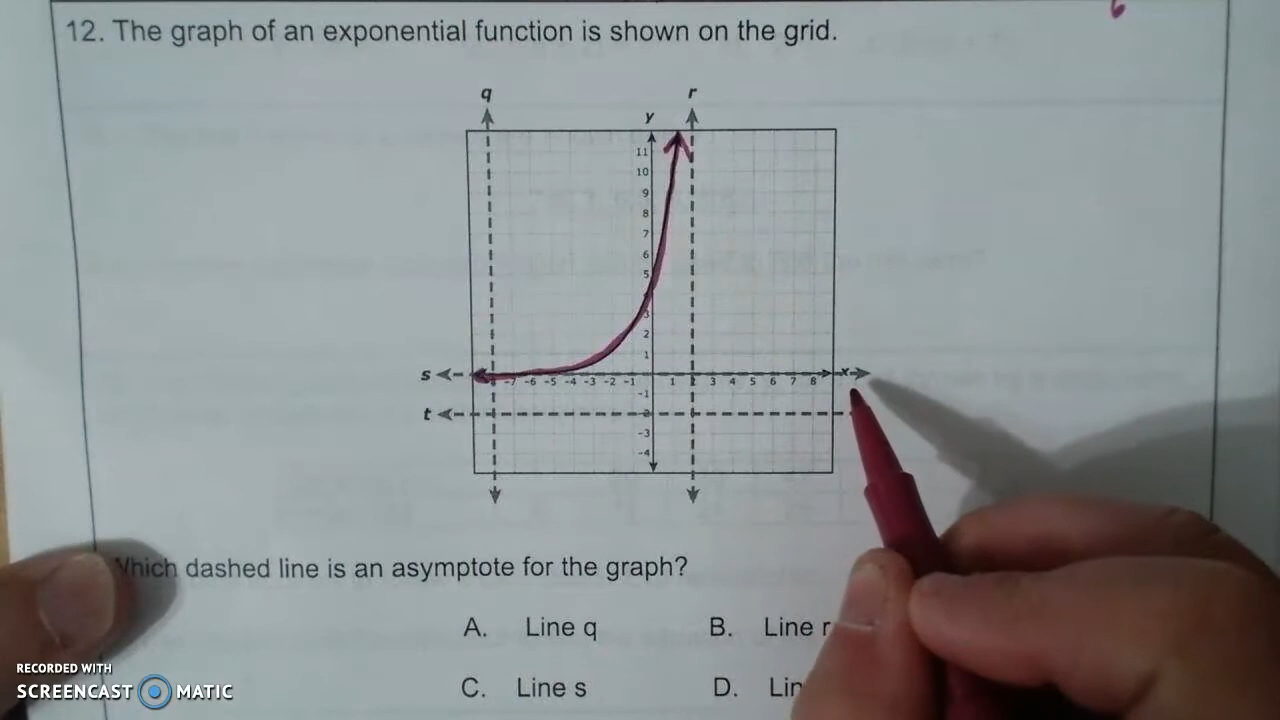 12. The graph of an exponential function is shown on the grid.
q r
y
11
10
9
8
7
6
5
3
2
1
s x
-7 -6 -5 -4 -3 -2 -1 1 2 3 4 5 6 7 8
-1
t
-2
-3
-4
Which dashed line is an asymptote for the graph?
A. Line q B. Line r
C. Line s D.
RECORDED WITH
SCREENCAST MATIC